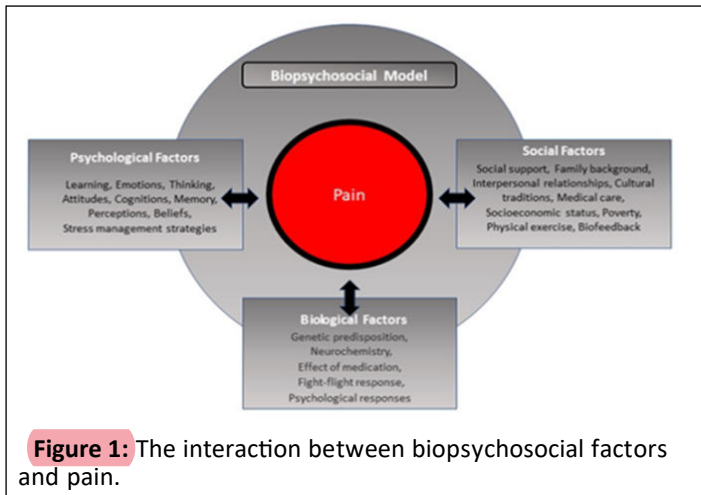 Biopsychosocial Model
Psychological Factors
Learning, Emotions, Thinking,
Attitudes, Cognitions, Memory,
Perceptions, Beliefs,
Stress management strategies
Pain
Social Factors
Social support, Family background,
Interpersonal relationships, Cultural
traditions, Medical care,
Socioeconomic status, Poverty,
Physical exercise, Biofeedback
Biological Factors
Genetic predisposition,
Neurochemistry,
Effect of medication,
Fight-flight response,
Psychological responses
Figure 1: The interaction between biopsychosocial factors
and pain.